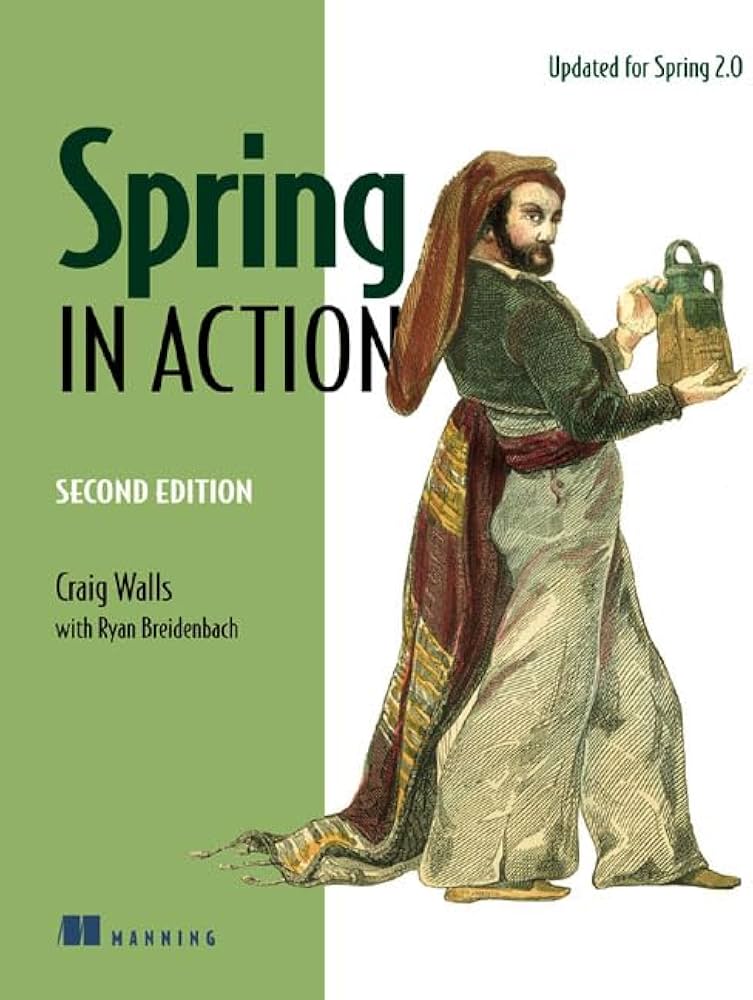 Updated for Spring 2.0
Spring
IN ACTION
SECOND EDITION
Craig Walls
with Ryan Breidenbach
MANNING